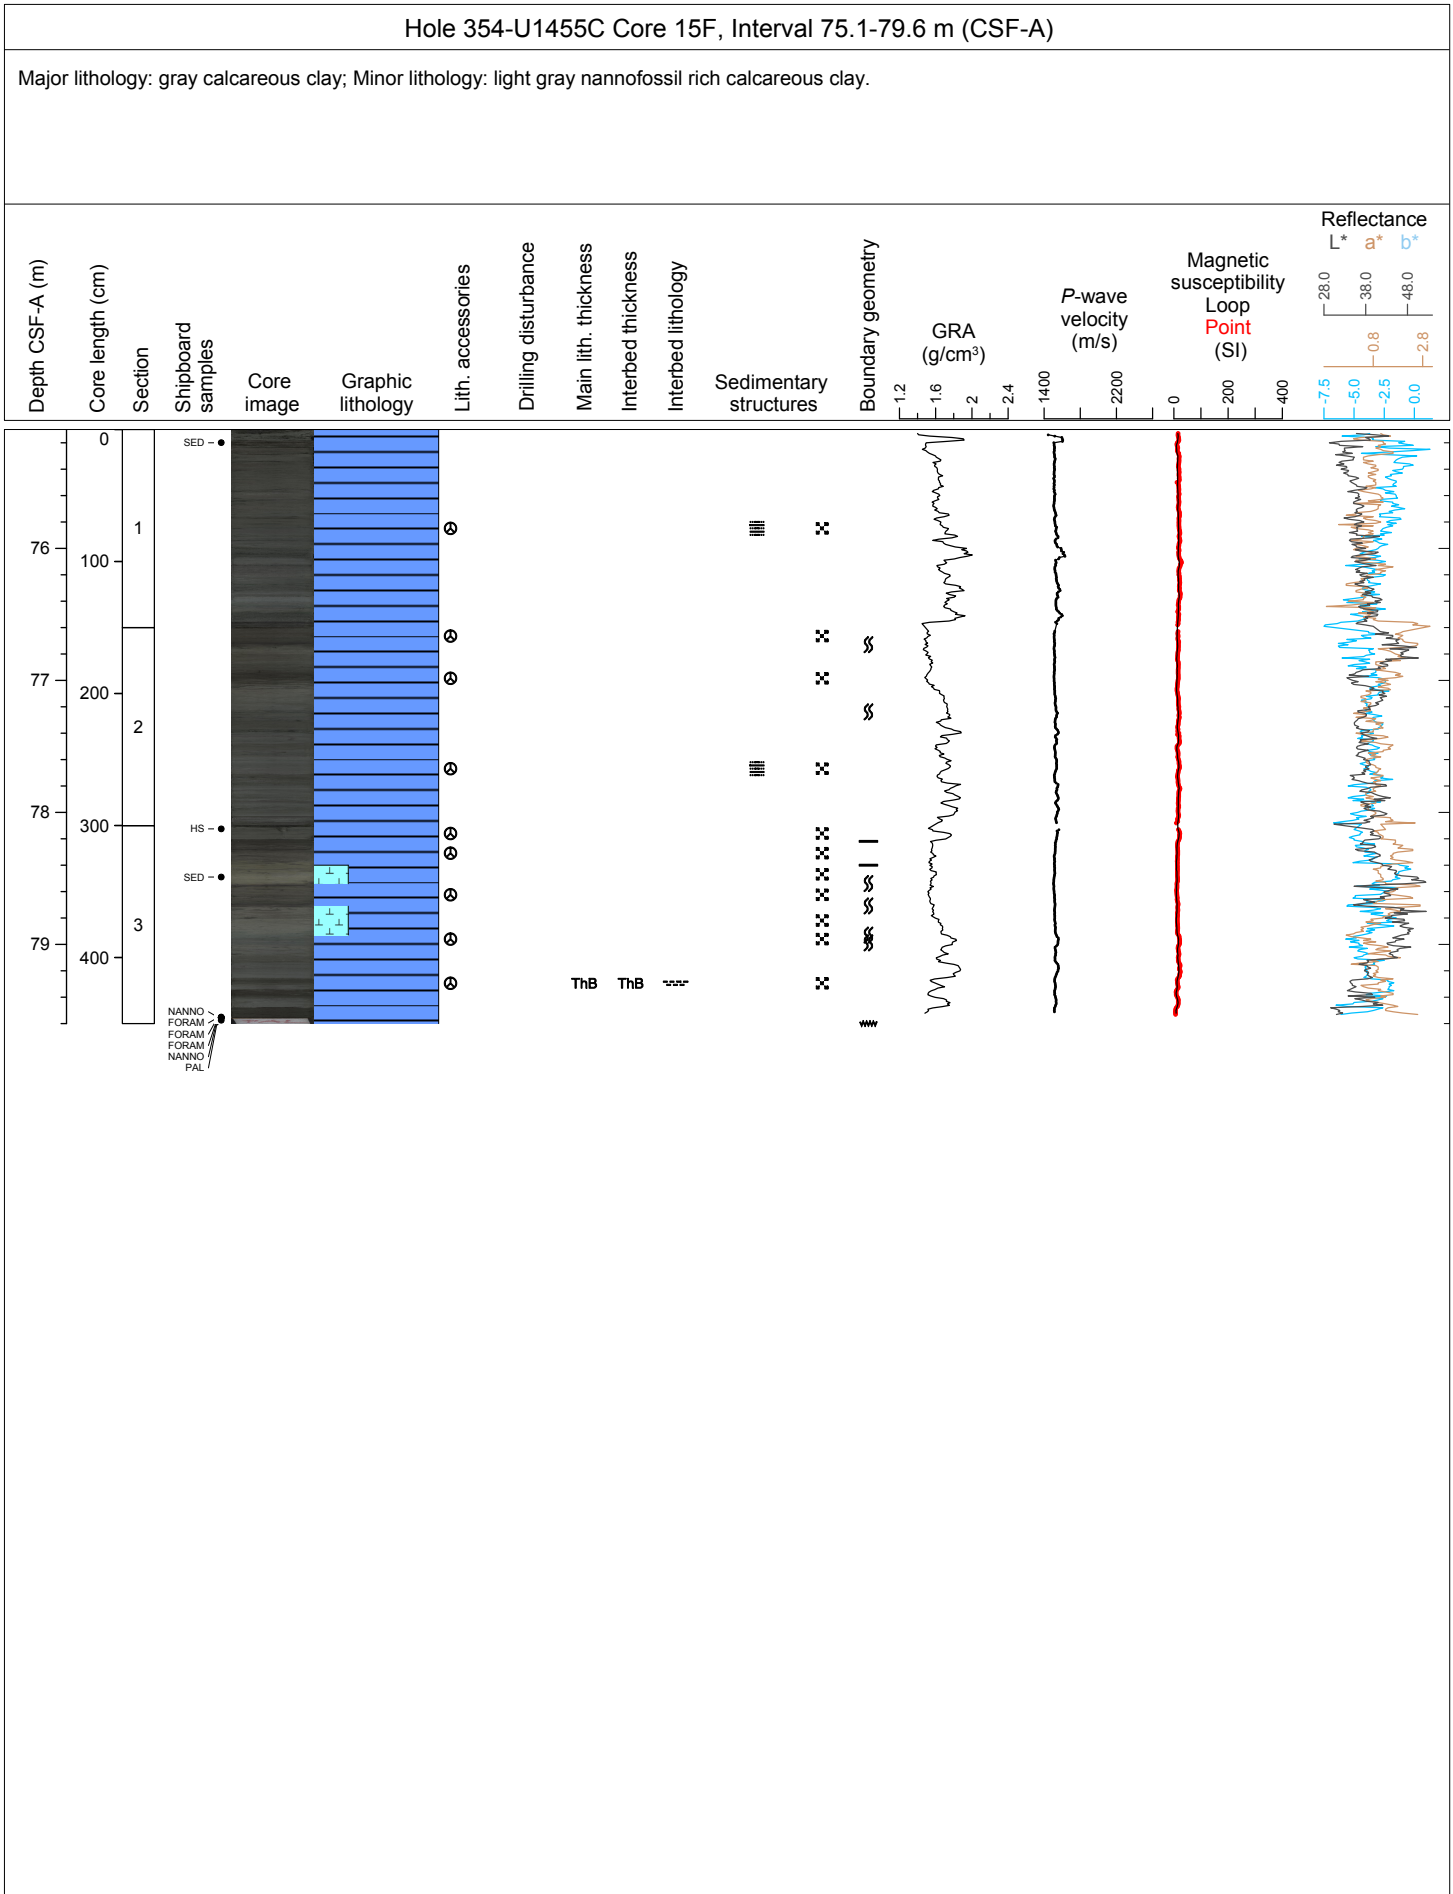 Hole 354-U1455C Core 15F, Interval 75.1-79.6 m (CSF-A)
Major lithology: gray calcareous clay; Minor lithology: light gray nannofossil rich calcareous clay.
Depth CSF-A (m)
Core length (cm)
Section
Shipboard
samples
Core
image
Graphic
lithology
Lith. accessories
Drilling disturbance
Main lith. thickness
Interbed thickness
Interbed lithology
Sedimentary
structures
Boundary geometry
GRA
(g/cm³)
1.2
1.6
2
2.4
P-wave
velocity
(m/s)
1400
2200
Magnetic
susceptibility
Loop
Point
(SI)
0
200
400
Reflectance
L* a* b*
28.0
38.0
48.0
0.8
2.8
-7.5
-5.0
-2.5
0.0
0
SED
1
76
100
77
200
2
78
300
HS
SED
3
79
400
ThB ThB
NANNO
FORAM
FORAM
FORAM
NANNO
PAL